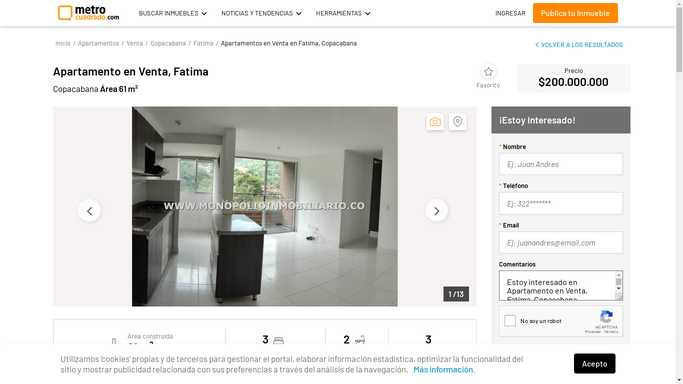 metro
cuadrado.com
BUSCAR INMUEBLES
NOTICIAS Y TENDENCIAS
HERRAMIENTAS
INGRESAR
Publica tu Inmueble
Inicio / Apartamentos / Venta / Copacabana / Fatima / Apartamentos en Venta en Fatima, Copacabana
VOLVER A LOS RESULTADOS
Apartamento en Venta, Fatima
Copacabana Área 61 m²
Favorito
Precio
$200.000.000
WWW.MONOPOLIOINMOBILIARIO.CO
1 /13
¡Estoy Interesado!
* Nombre
Ej: Juan Andres
* Teléfono
Ej: 322*******
* Email
Ej: juanandres@email.com
Comentarios
Estoy interesado en
Apartamento en Venta,
Fatima, Copacabana
No soy un robot
reCAPTCHA
Privacidad - Términos
Área construida
3
2
3
Utilizamos 'cookies' propias y de terceros para gestionar el portal, elaborar información estadística, optimizar la funcionalidad del
sitio y mostrar publicidad relacionada con sus preferencias a través del análisis de la navegación. Más información.
Acepto